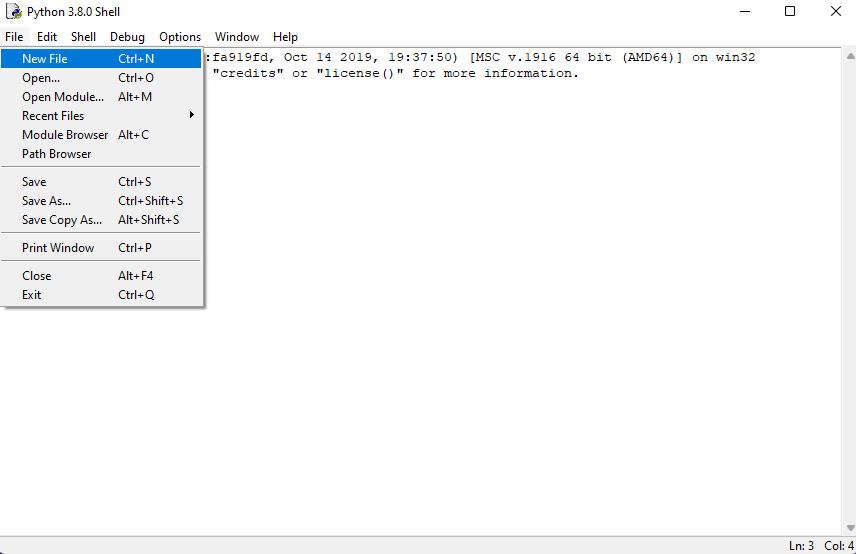 Python 3.8.0 Shell
File Edit Shell Debug Options Window Help
:fa919fd, Oct 14 2019, 19:37:50) [MSC v.1916 64 bit (AMD64)] on win32
"credits" or "license()" for more information.
New File Ctrl+N
Open... Ctrl+O
Open Module... Alt+M
Recent Files
Module Browser Alt+C
Path Browser
Save Ctrl+S
Save As... Ctrl+Shift+S
Save Copy As... Alt+Shift+S
Print Window Ctrl+P
Close Alt+F4
Exit Ctrl+Q
Ln: 3 Col: 4